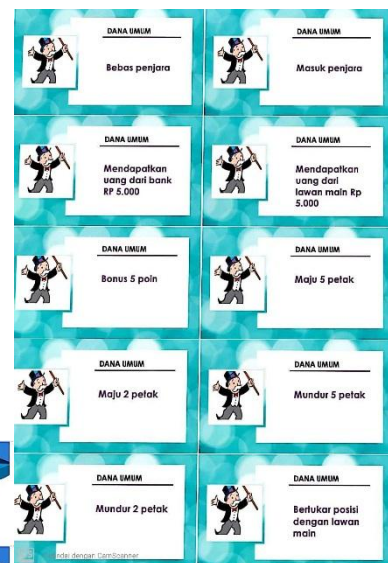 DANA UMUM
Bebas penjara
DANA UMUM
Masuk penjara
DANA UMUM
Mendapatkan
uang dari bank
RP 5.000
DANA UMUM
Mendapatkan
uang dari
lawan main Rp
5.000
DANA UMUM
Bonus 5 poin
DANA UMUM
Maju 5 petak
DANA UMUM
Maju 2 petak
DANA UMUM
Mundur 5 petak
DANA UMUM
Mundur 2 petak
DANA UMUM
Bertukar posisi
dengan lawan
main
dengan CamScanner